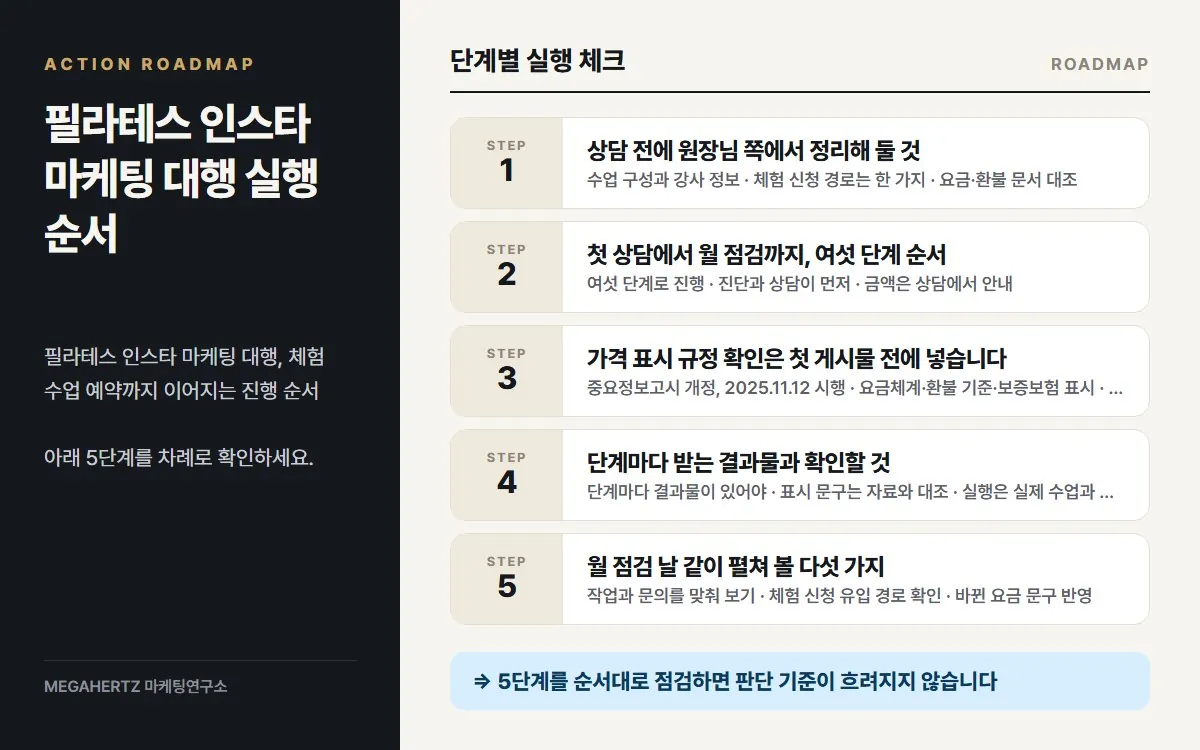 ACTION ROADMAP
필라테스 인스타
마케팅 대행 실행
순서
필라테스 인스타 마케팅 대행, 체험
수업 예약까지 이어지는 진행 순서
아래 5단계를 차례로 확인하세요.
MEGAHERTZ 마케팅연구소
단계별 실행 체크
ROADMAP
STEP
1
상담 전에 원장님 쪽에서 정리해 둘 것
수업 구성과 강사 정보 · 체험 신청 경로는 한 가지 · 요금·환불 문서 대조
STEP
2
첫 상담에서 월 점검까지, 여섯 단계 순서
여섯 단계로 진행 · 진단과 상담이 먼저 · 금액은 상담에서 안내
STEP
3
가격 표시 규정 확인은 첫 게시물 전에 넣습니다
중요정보고시 개정, 2025.11.12 시행 · 요금체계·환불 기준·보증보험 표시 · ...
STEP
4
단계마다 받는 결과물과 확인할 것
단계마다 결과물이 있어야 · 표시 문구는 자료와 대조 · 실행은 실제 수업과 ...
STEP
5
월 점검 날 같이 펼쳐 볼 다섯 가지
작업과 문의를 맞춰 보기 · 체험 신청 유입 경로 확인 · 바뀐 요금 문구 반영
→ 5단계를 순서대로 점검하면 판단 기준이 흐려지지 않습니다